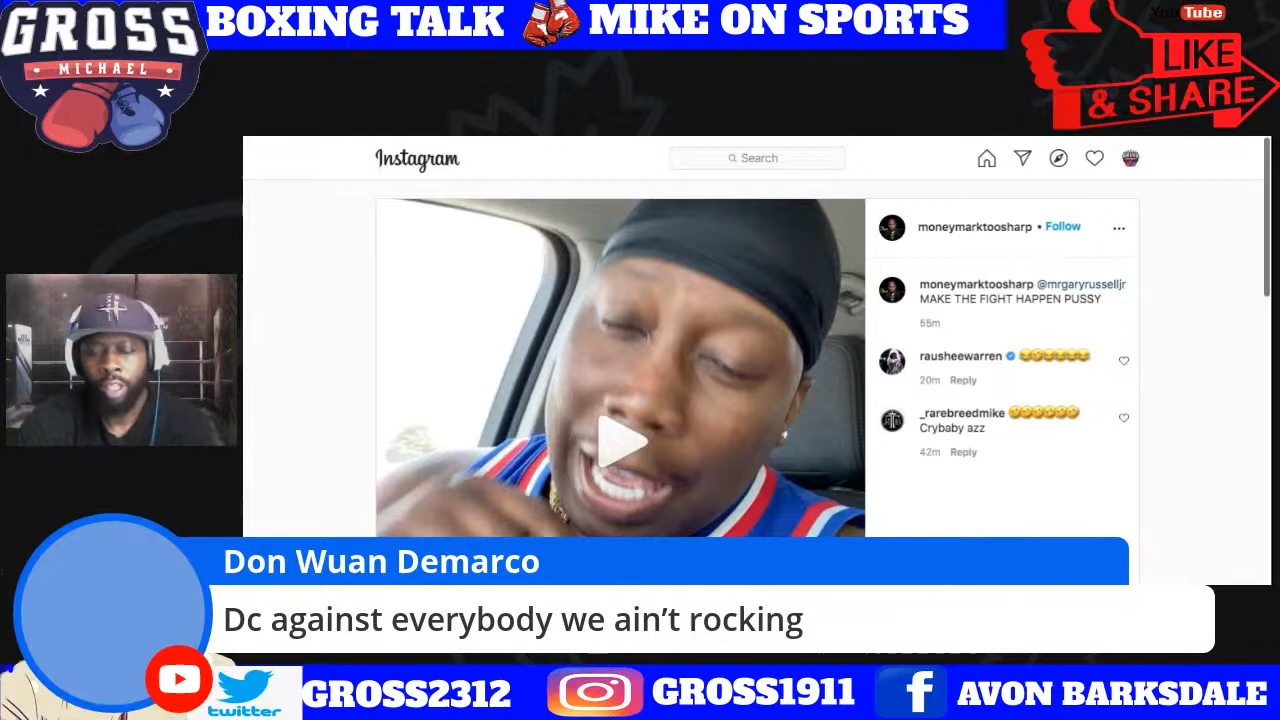 GROSS
MICHAEL
BOXING TALK
MIKE ON SPORTS
YouTube
LIKE
& SHARE
Instagram
Search
moneymarktoosharp • Follow
moneymarktoosharp @mrgaryrusselljr
MAKE THE FIGHT HAPPEN PUSSY
55m
rausheewarren 😂🤣😂😂😂😂
20m Reply
_rarebreedmike 🤣🤣🤣🤣🤣🤣
Crybaby azz
42m Reply
Don Wuan Demarco
Dc against everybody we ain’t rocking
twitter
GROSS2312
GROSS1911
AVON BARKSDALE